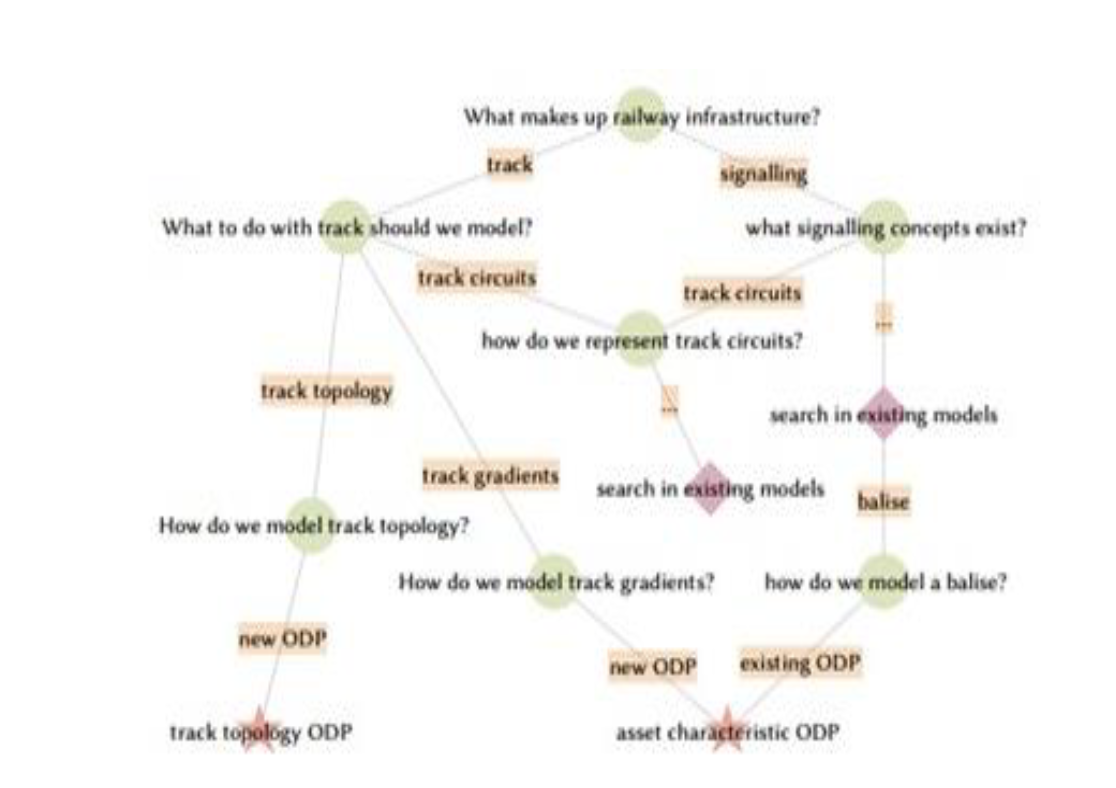 What makes up railway infrastructure?
track
signalling
What to do with track should we model?
what signalling concepts exist?
track circuits
track circuits
...
how do we represent track circuits?
track topology
...
search in existing models
track gradients
search in existing models
balise
How do we model track topology?
How do we model track gradients?
how do we model a balise?
new ODP
new ODP
existing ODP
track topology ODP
asset characteristic ODP